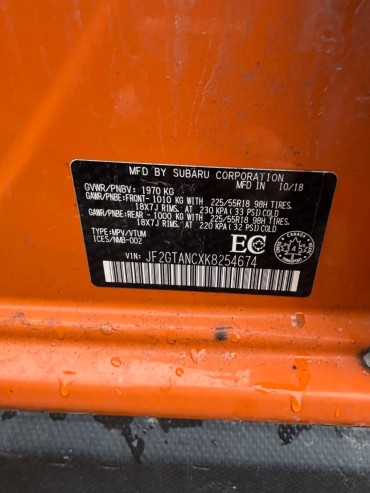 MFD BY SUBARU CORPORATION
GVWR/PNBV: 1970 KG MFD IN 10/18
GAWR/PNBE:FRONT- 1010 KG WITH 225/55R18 98H TIRES.
18X7J RIMS. AT 230 KPA (33 PSI) COLD
GAWR/PNBE:REAR - 1000 KG WITH 225/55R18 98H TIRES.
18X7J RIMS. AT 220 KPA (32 PSI) COLD
TYPE:MPV/VTUM
ICES/NMB-002
EC
CANADA
VIN: JF2GTANCXK8254674